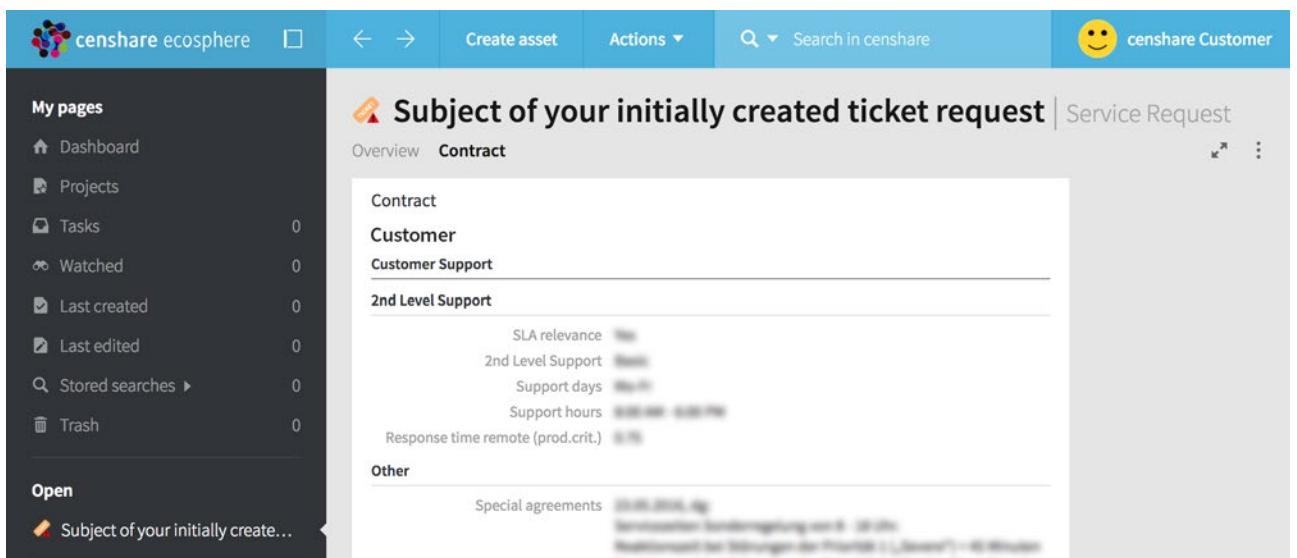 censhare ecosphere
Create asset
Actions
Search in censhare
censhare Customer
My pages
Dashboard
Projects
Tasks 0
Watched 0
Last created 0
Last edited 0
Stored searches 0
Trash 0
Open
Subject of your initially create...
Subject of your initially created ticket request | Service Request
Overview Contract
Contract
Customer
Customer Support
2nd Level Support
SLA relevance
2nd Level Support
Support days
Support hours
Response time remote (prod.crit.)
Other
Special agreements